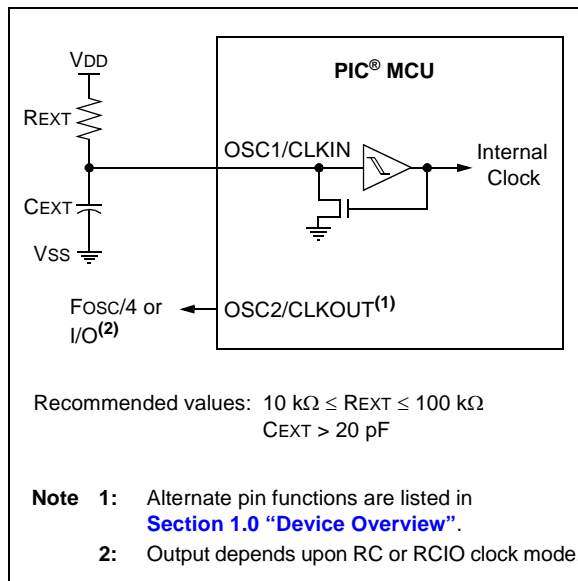 VDD
PIC® MCU
REXT
OSC1/CLKIN
Internal
Clock
CEXT
VSS
FOSC/4 or
I/O(2)
OSC2/CLKOUT(1)
Recommended values: 10 kΩ ≤ REXT ≤ 100 kΩ
CEXT > 20 pF
Note 1: Alternate pin functions are listed in
Section 1.0 “Device Overview”.
2: Output depends upon RC or RCIO clock mode